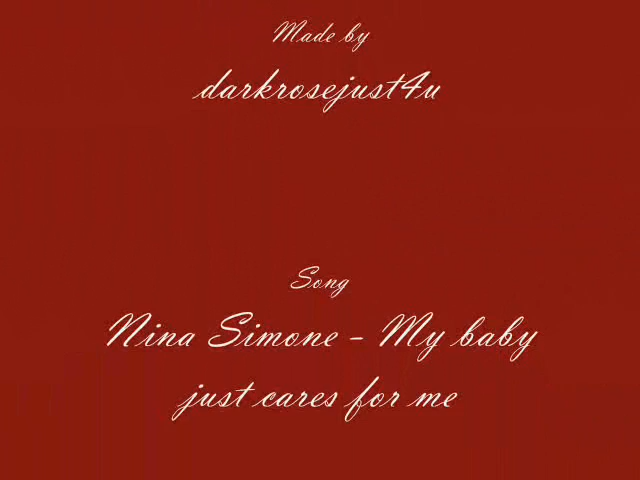 Made by
darkrosejust4u
Song
Nina Simone - My baby
just cares for me